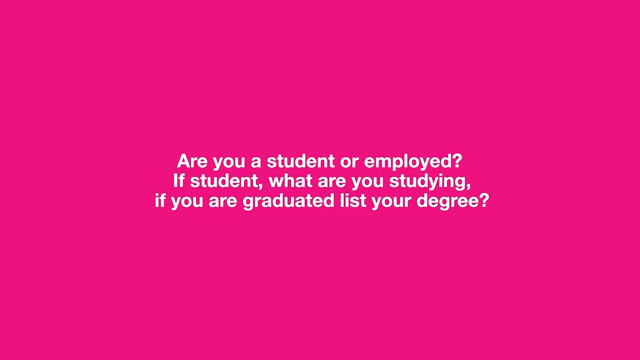 Are you a student or employed?
If student, what are you studying,
if you are graduated list your degree?